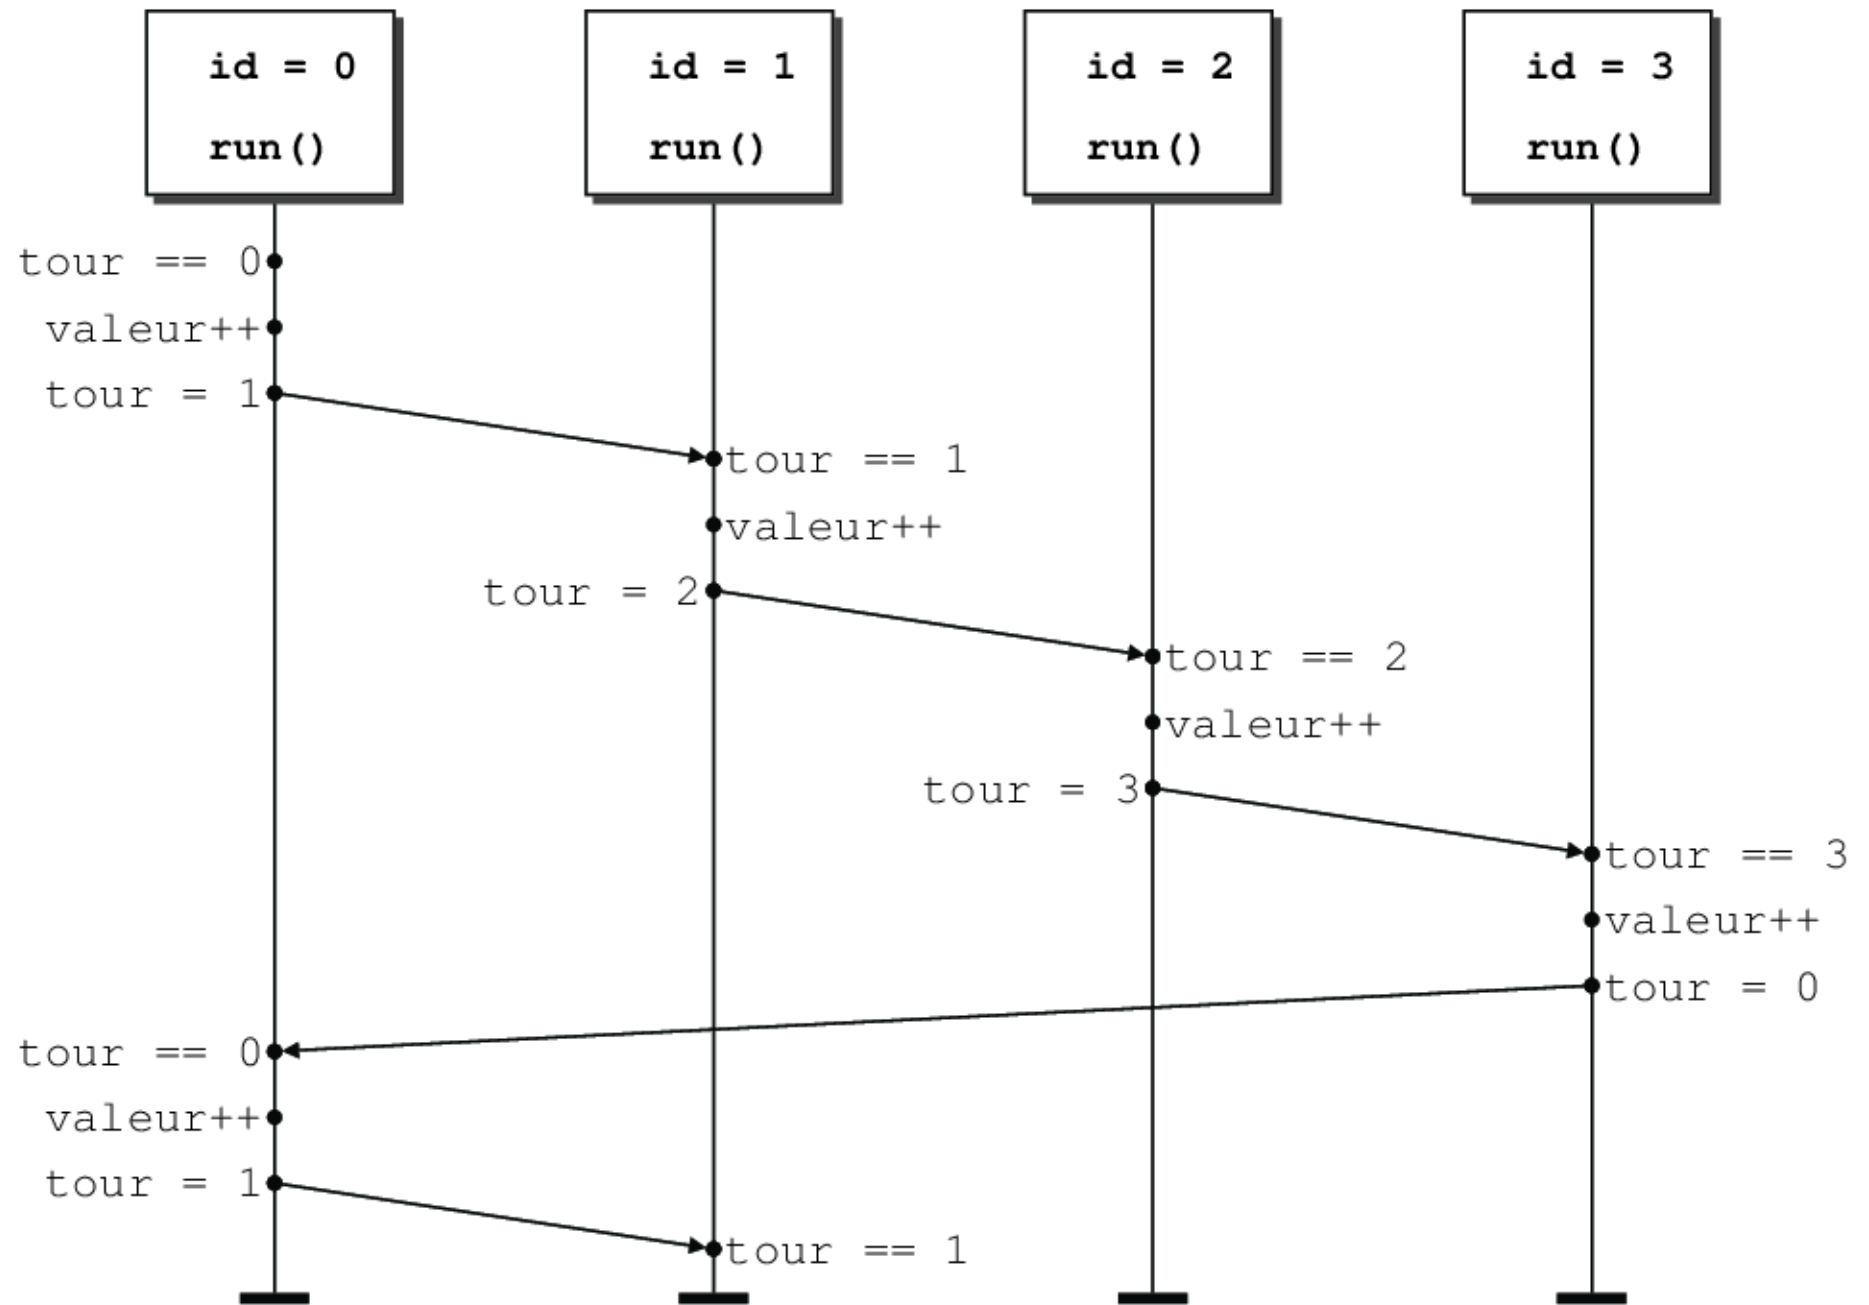 id = 0
run()
id = 1
run()
id = 2
run()
id = 3
run()
tour == 0
valeur++
tour = 1
tour == 1
valeur++
tour = 2
tour == 2
valeur++
tour = 3
tour == 3
valeur++
tour = 0
tour == 0
valeur++
tour = 1
tour == 1